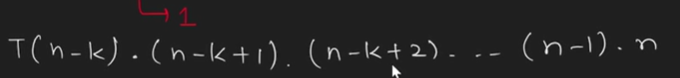 ↳ 1
T(n-k) . (n-k+1) . (n-k+2) . -- (n-1) . n